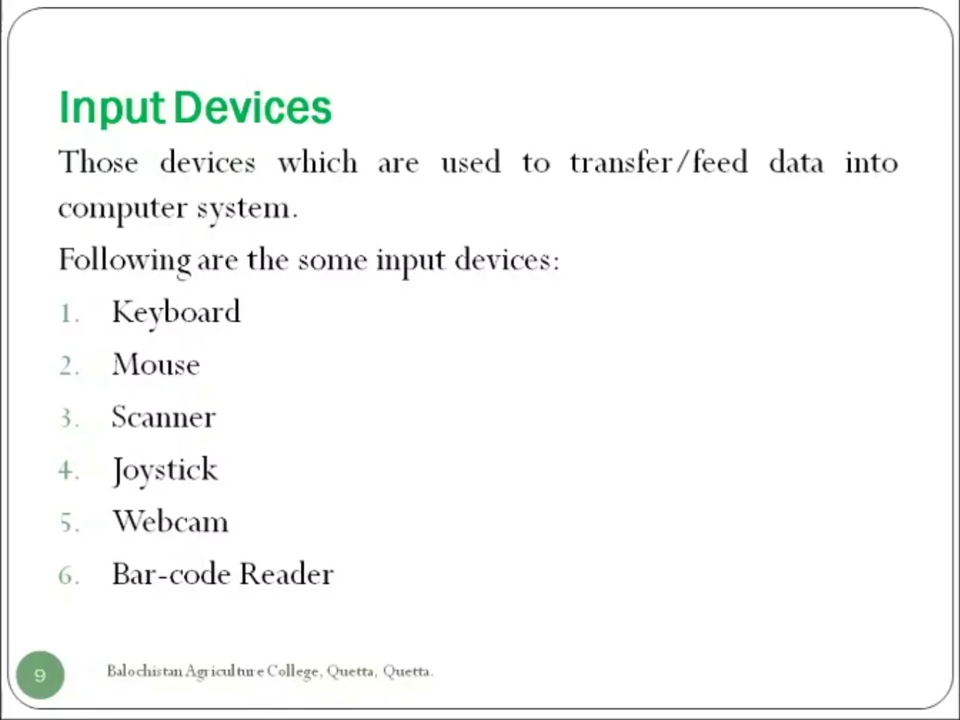 Input Devices
Those devices which are used to transfer/feed data into
computer system.
Following are the some input devices:
1. Keyboard
2. Mouse
3. Scanner
4. Joystick
5. Webcam
6. Bar-code Reader
9
Balochistan Agriculture College, Quetta, Quetta.